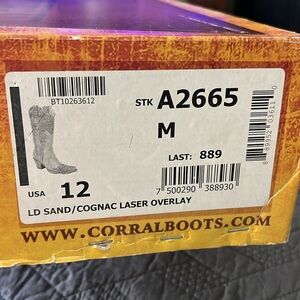 BT10263612
STK A2665
M
LAST: 889
USA 12
7 500290 388930
LD SAND/COGNAC LASER OVERLAY
WWW.CORRALBOOTS.COM